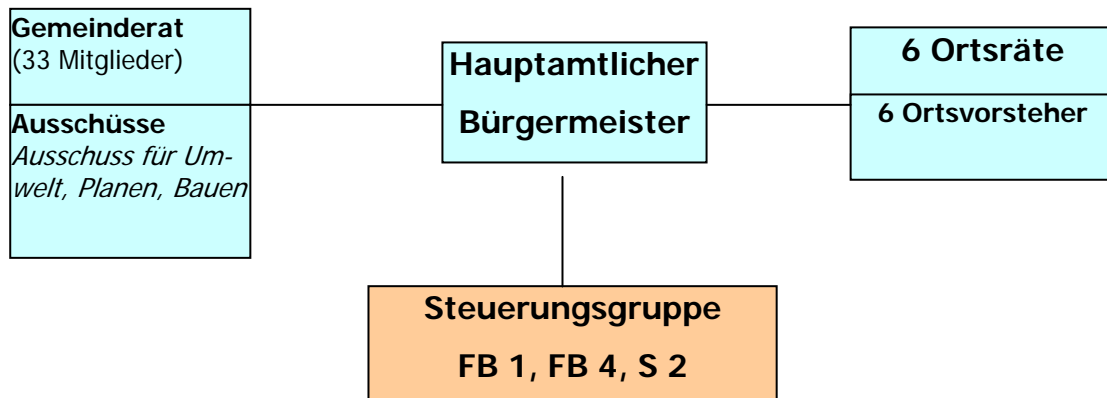 Gemeinderat
(33 Mitglieder)
Ausschüsse
Ausschuss für Um-
welt, Planen, Bauen
Hauptamtlicher
Bürgermeister
6 Ortsräte
6 Ortsvorsteher
Steuerungsgruppe
FB 1, FB 4, S 2